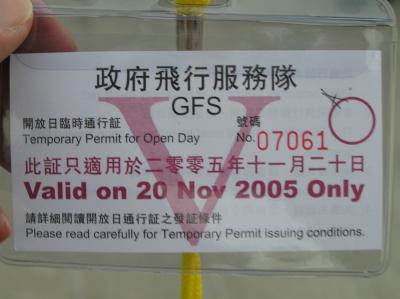 政府飛行服務隊
GFS
開放日臨時通行証 號碼
Temporary Permit for Open Day No. 07061
此証只適用於二零零五年十一月二十日
Valid on 20 Nov 2005 Only
請詳細閱讀開放日通行証之發証條件
Please read carefully for Temporary Permit issuing conditions.
V